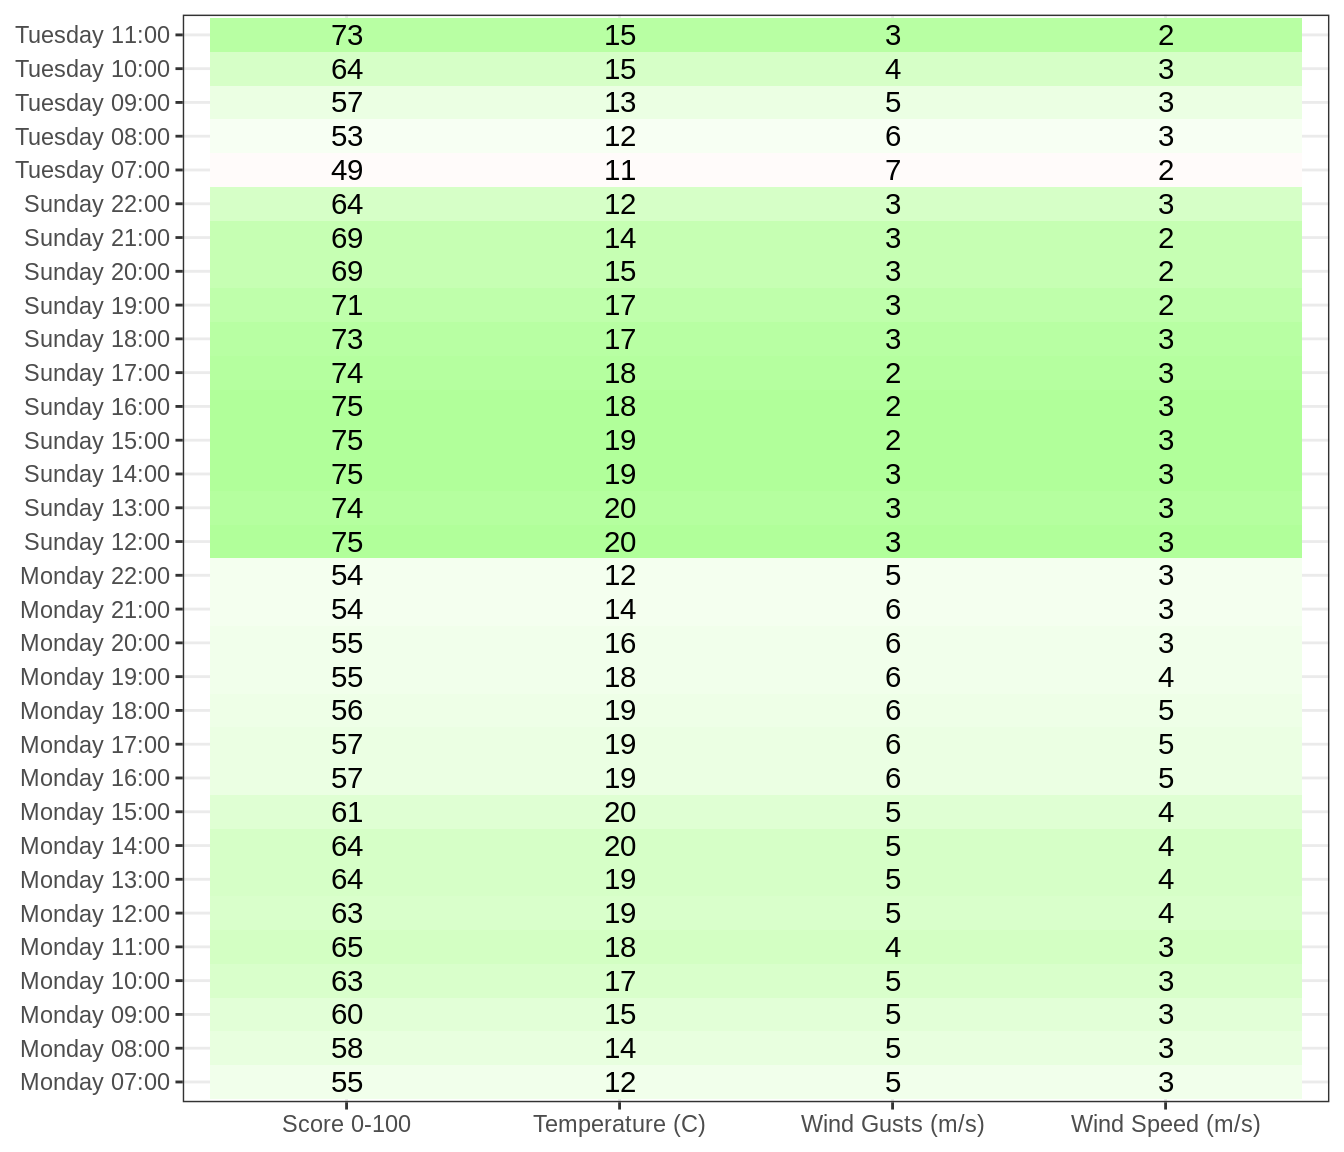 Tuesday 11:00 73 15 3 2
Tuesday 10:00 64 15 4 3
Tuesday 09:00 57 13 5 3
Tuesday 08:00 53 12 6 3
Tuesday 07:00 49 11 7 2
Sunday 22:00 64 12 3 3
Sunday 21:00 69 14 3 2
Sunday 20:00 69 15 3 2
Sunday 19:00 71 17 3 2
Sunday 18:00 73 17 3 3
Sunday 17:00 74 18 2 3
Sunday 16:00 75 18 2 3
Sunday 15:00 75 19 2 3
Sunday 14:00 75 19 3 3
Sunday 13:00 74 20 3 3
Sunday 12:00 75 20 3 3
Monday 22:00 54 12 5 3
Monday 21:00 54 14 6 3
Monday 20:00 55 16 6 3
Monday 19:00 55 18 6 4
Monday 18:00 56 19 6 5
Monday 17:00 57 19 6 5
Monday 16:00 57 19 6 5
Monday 15:00 61 20 5 4
Monday 14:00 64 20 5 4
Monday 13:00 64 19 5 4
Monday 12:00 63 19 5 4
Monday 11:00 65 18 4 3
Monday 10:00 63 17 5 3
Monday 09:00 60 15 5 3
Monday 08:00 58 14 5 3
Monday 07:00 55 12 5 3
Score 0-100 Temperature (C) Wind Gusts (m/s) Wind Speed (m/s)